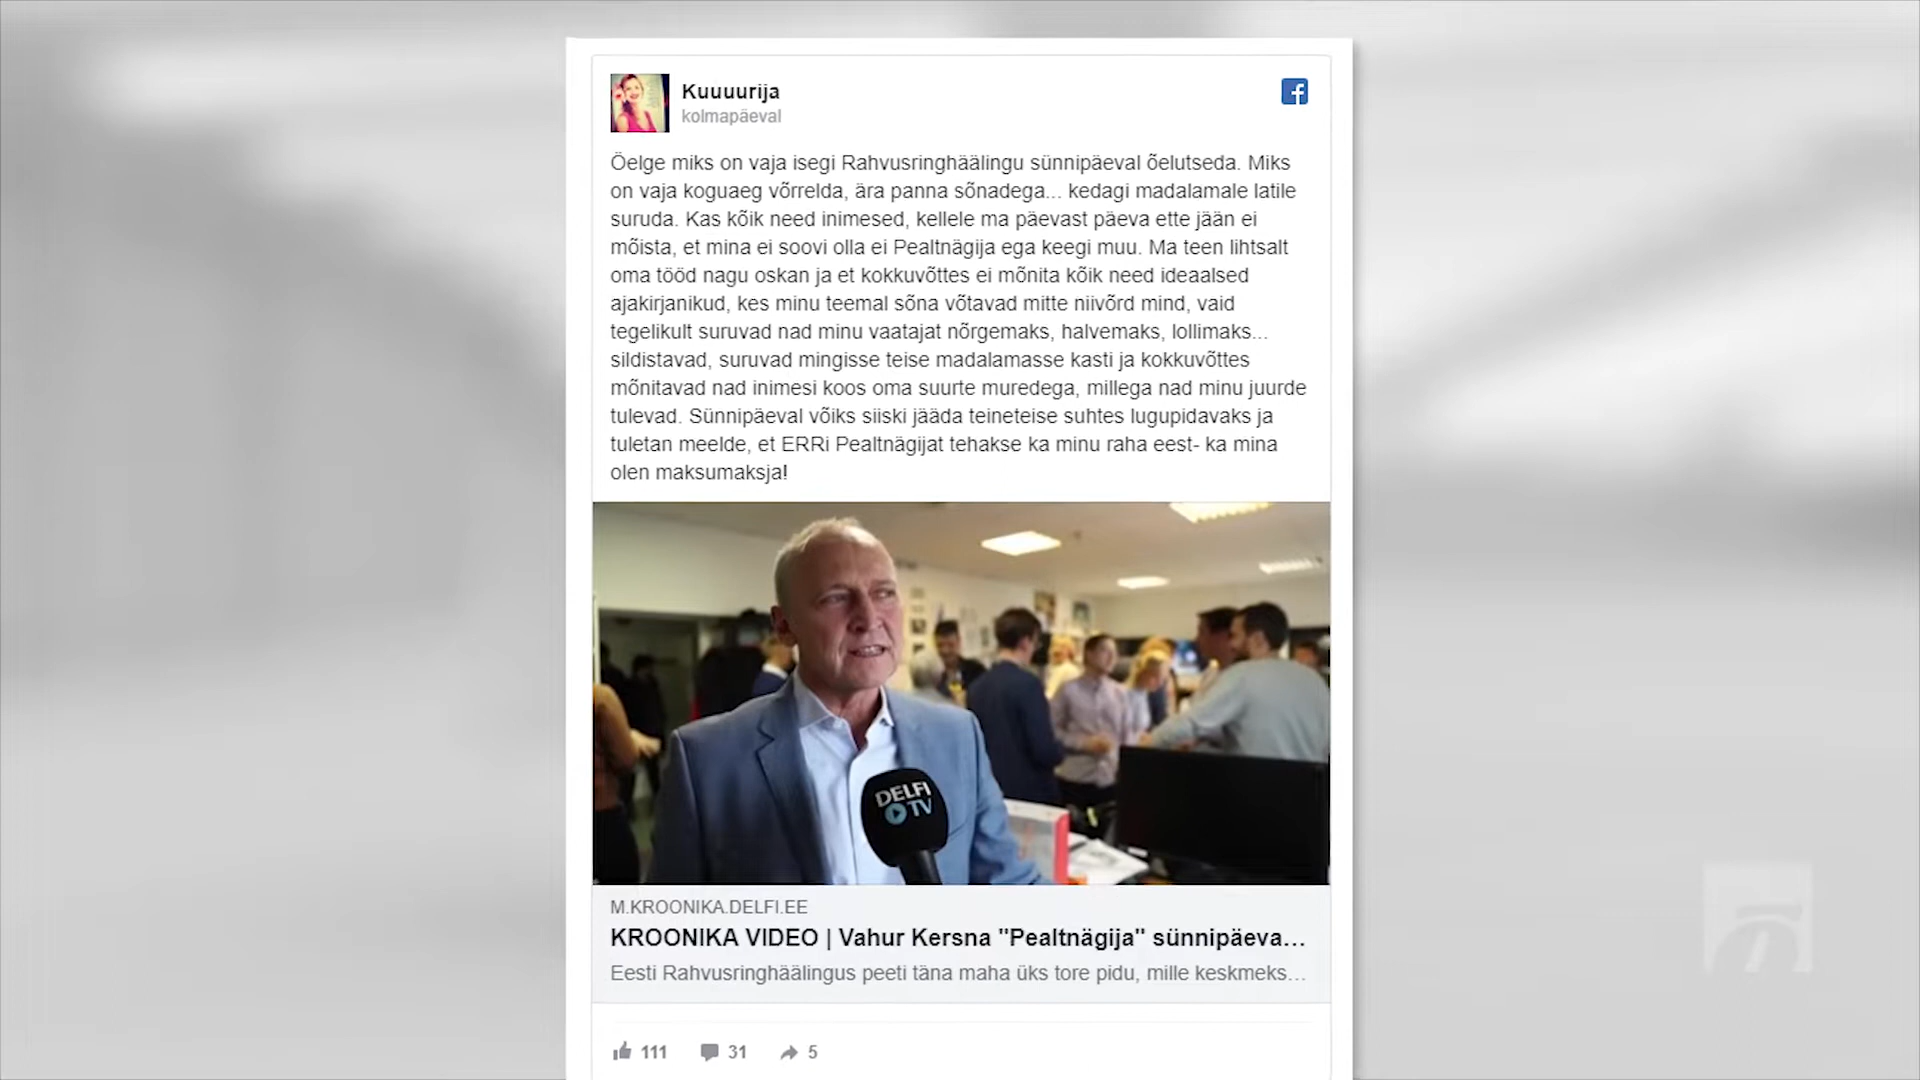 Kuuuurija
kolmapäeval
Öelge miks on vaja isegi Rahvusringhäälingu sünnipäeval õelutseda. Miks
on vaja koguaeg võrrelda, ära panna sõnadega... kedagi madalamale latile
suruda. Kas kõik need inimesed, kellele ma päevast päeva ette jään ei
mõista, et mina ei soovi olla ei Pealtnägija ega keegi muu. Ma teen lihtsalt
oma tööd nagu oskan ja et kokkuvõttes ei mõnita kõik need ideaalsed
ajakirjanikud, kes minu teemal sõna võtavad mitte niivõrd mind, vaid
tegelikult suruvad nad minu vaatajat nõrgemaks, halvemaks, lollimaks...
sildistavad, suruvad mingisse teise madalamasse kasti ja kokkuvõttes
mõnitavad nad inimesi koos oma suurte muredega, millega nad minu juurde
tulevad. Sünnipäeval võiks siiski jääda teineteise suhtes lugupidavaks ja
tuletan meelde, et ERRi Pealtnägijat tehakse ka minu raha eest- ka mina
olen maksumaksja!
DELFI
TV
M.KROONIKA.DELFI.EE
KROONIKA VIDEO | Vahur Kersna "Pealtnägija" sünnipäeva...
Eesti Rahvusringhäälingus peeti täna maha üks tore pidu, mille keskmeks...
111 31 5